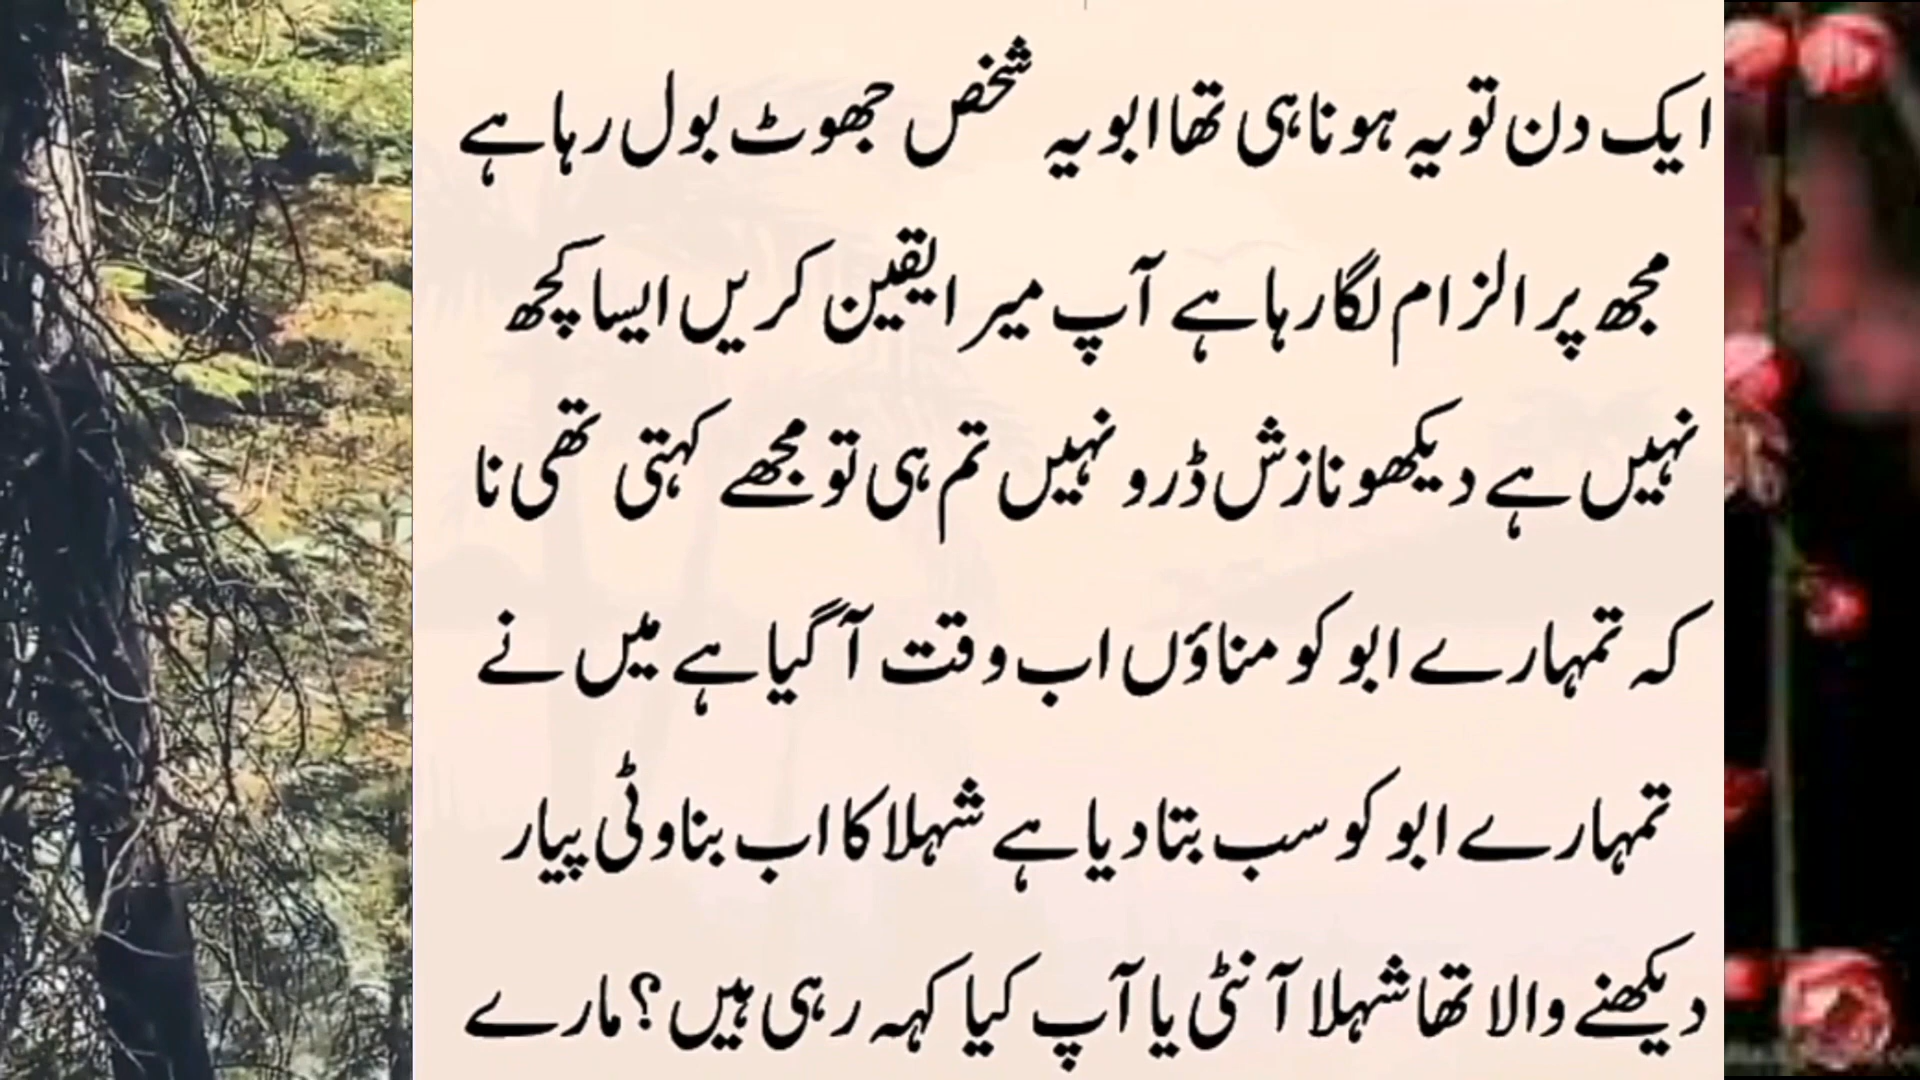 ایک دن تو یہ ہونا ہی تھا ابو یہ شخص جھوٹ بول رہا ہے
مجھ پر الزام لگا رہا ہے آپ میرا یقین کریں ایسا کچھ
نہیں ہے دیکھو نازش ڈرو نہیں تم ہی تو مجھے کہتی تھی نا
کہ تمہارے ابو کو مناؤں اب وقت آگیا ہے میں نے
تمہارے ابو کو سب بتا دیا ہے شہلا کا اب بناوٹی پیار
دیکھنے والا تھا شہلا آنٹی یا آپ کیا کہہ رہی ہیں؟ مارے